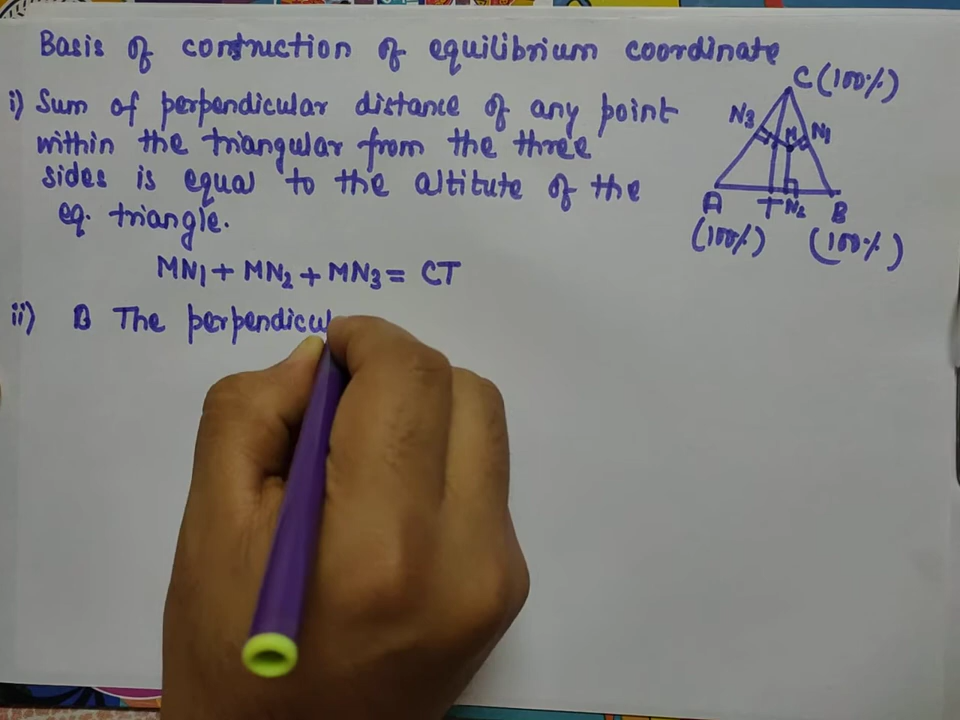 Basis of construction of equilibrium coordinate
i) Sum of perpendicular distance of any point
within the triangular from the three
sides is equal to the altitute of the
eq. triangle.
MN1 + MN2 + MN3 = CT
ii) B The perpendicul
C (100%)
N3
M
N1
A
T
N2
B
(100%)
(100%)